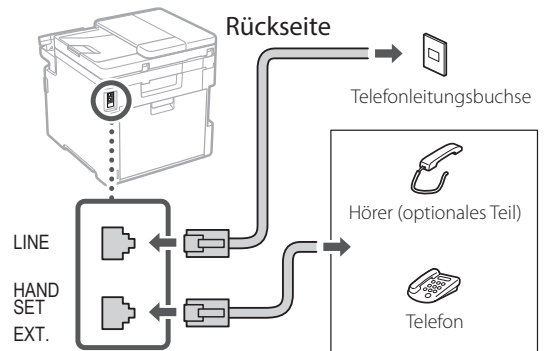 Rückseite
Telefonleitungsbuchse
Hörer (optionales Teil)
LINE
HAND
SET
EXT.
Telefon